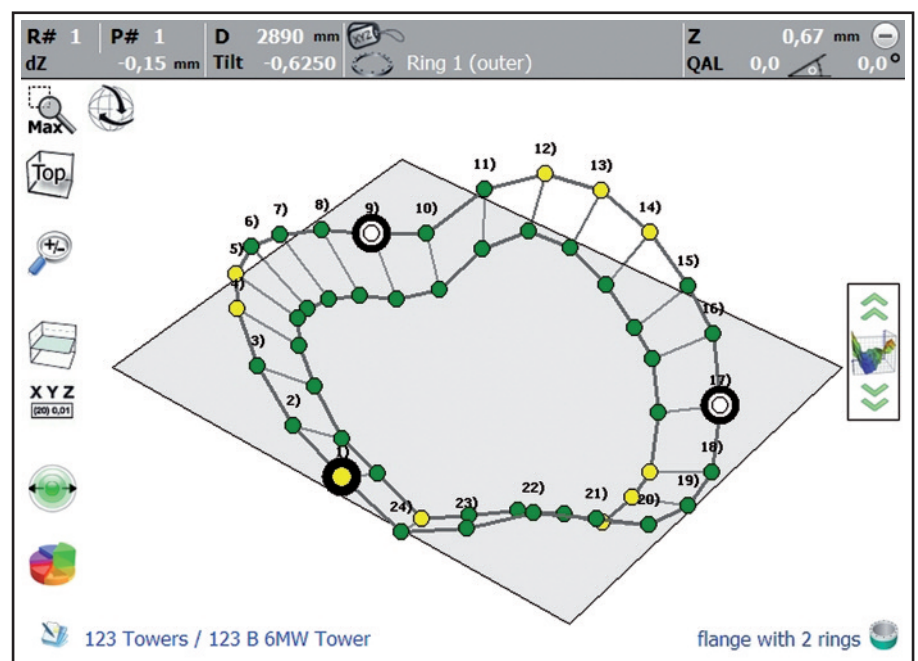 R# 1 P# 1 D 2890 mm XYZ Z 0,67 mm
dZ -0,15 mm Tilt -0,6250 Ring 1 (outer) QAL 0,0 0,0°
Max
Top
+/-
X Y Z
(20) 0,01
12)
11) 13)
14)
6) 7) 8) 9) 10)
5) 15)
4) 16)
3) 17)
2)
1) 18)
24) 23) 22) 21) 20) 19)
123 Towers / 123 B 6MW Tower flange with 2 rings